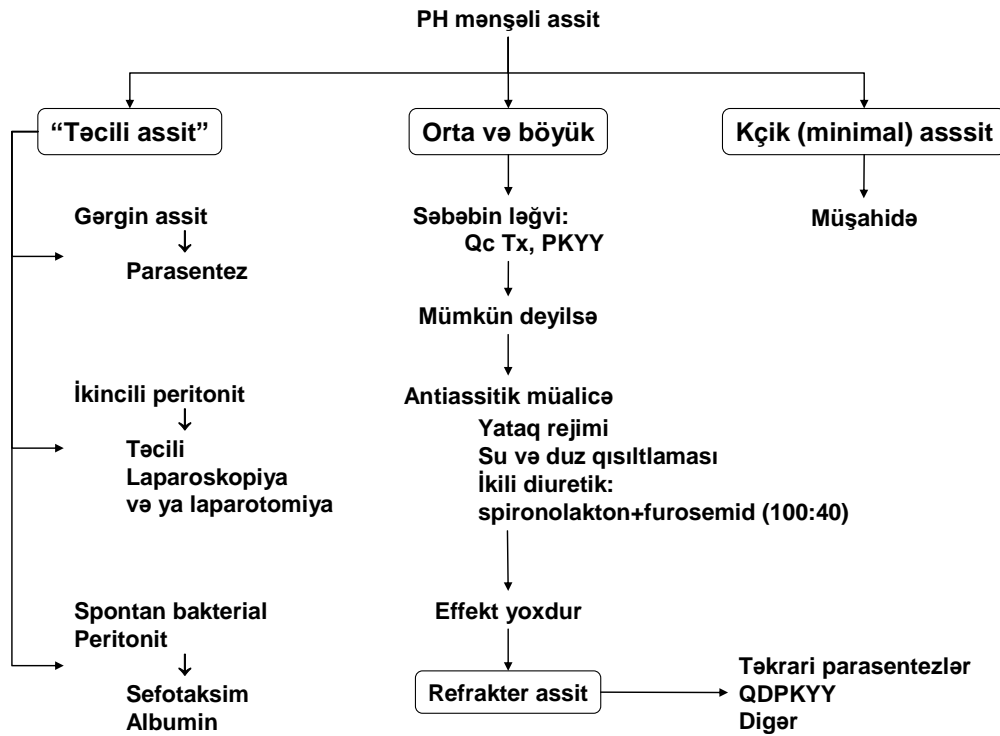 PH mənşəli assit
“Təcili assit”
Orta və böyük
Kçik (minimal) asssit
Gərgin assit
Parasentez
İkincili peritonit
Təcili
Laparoskopiya
və ya laparotomiya
Spontan bakterial
Peritonit
Sefotaksim
Albumin
Səbəbin ləğvi:
Qc Tx, PKYY
Mümkün deyilsə
Antiassitik müalicə
Yataq rejimi
Su və duz qısıltlaması
İkili diuretik:
spironolakton+furosemid (100:40)
Effekt yoxdur
Refrakter assit
Təkrari parasentezlər
QDPKYY
Digər
Müşahidə